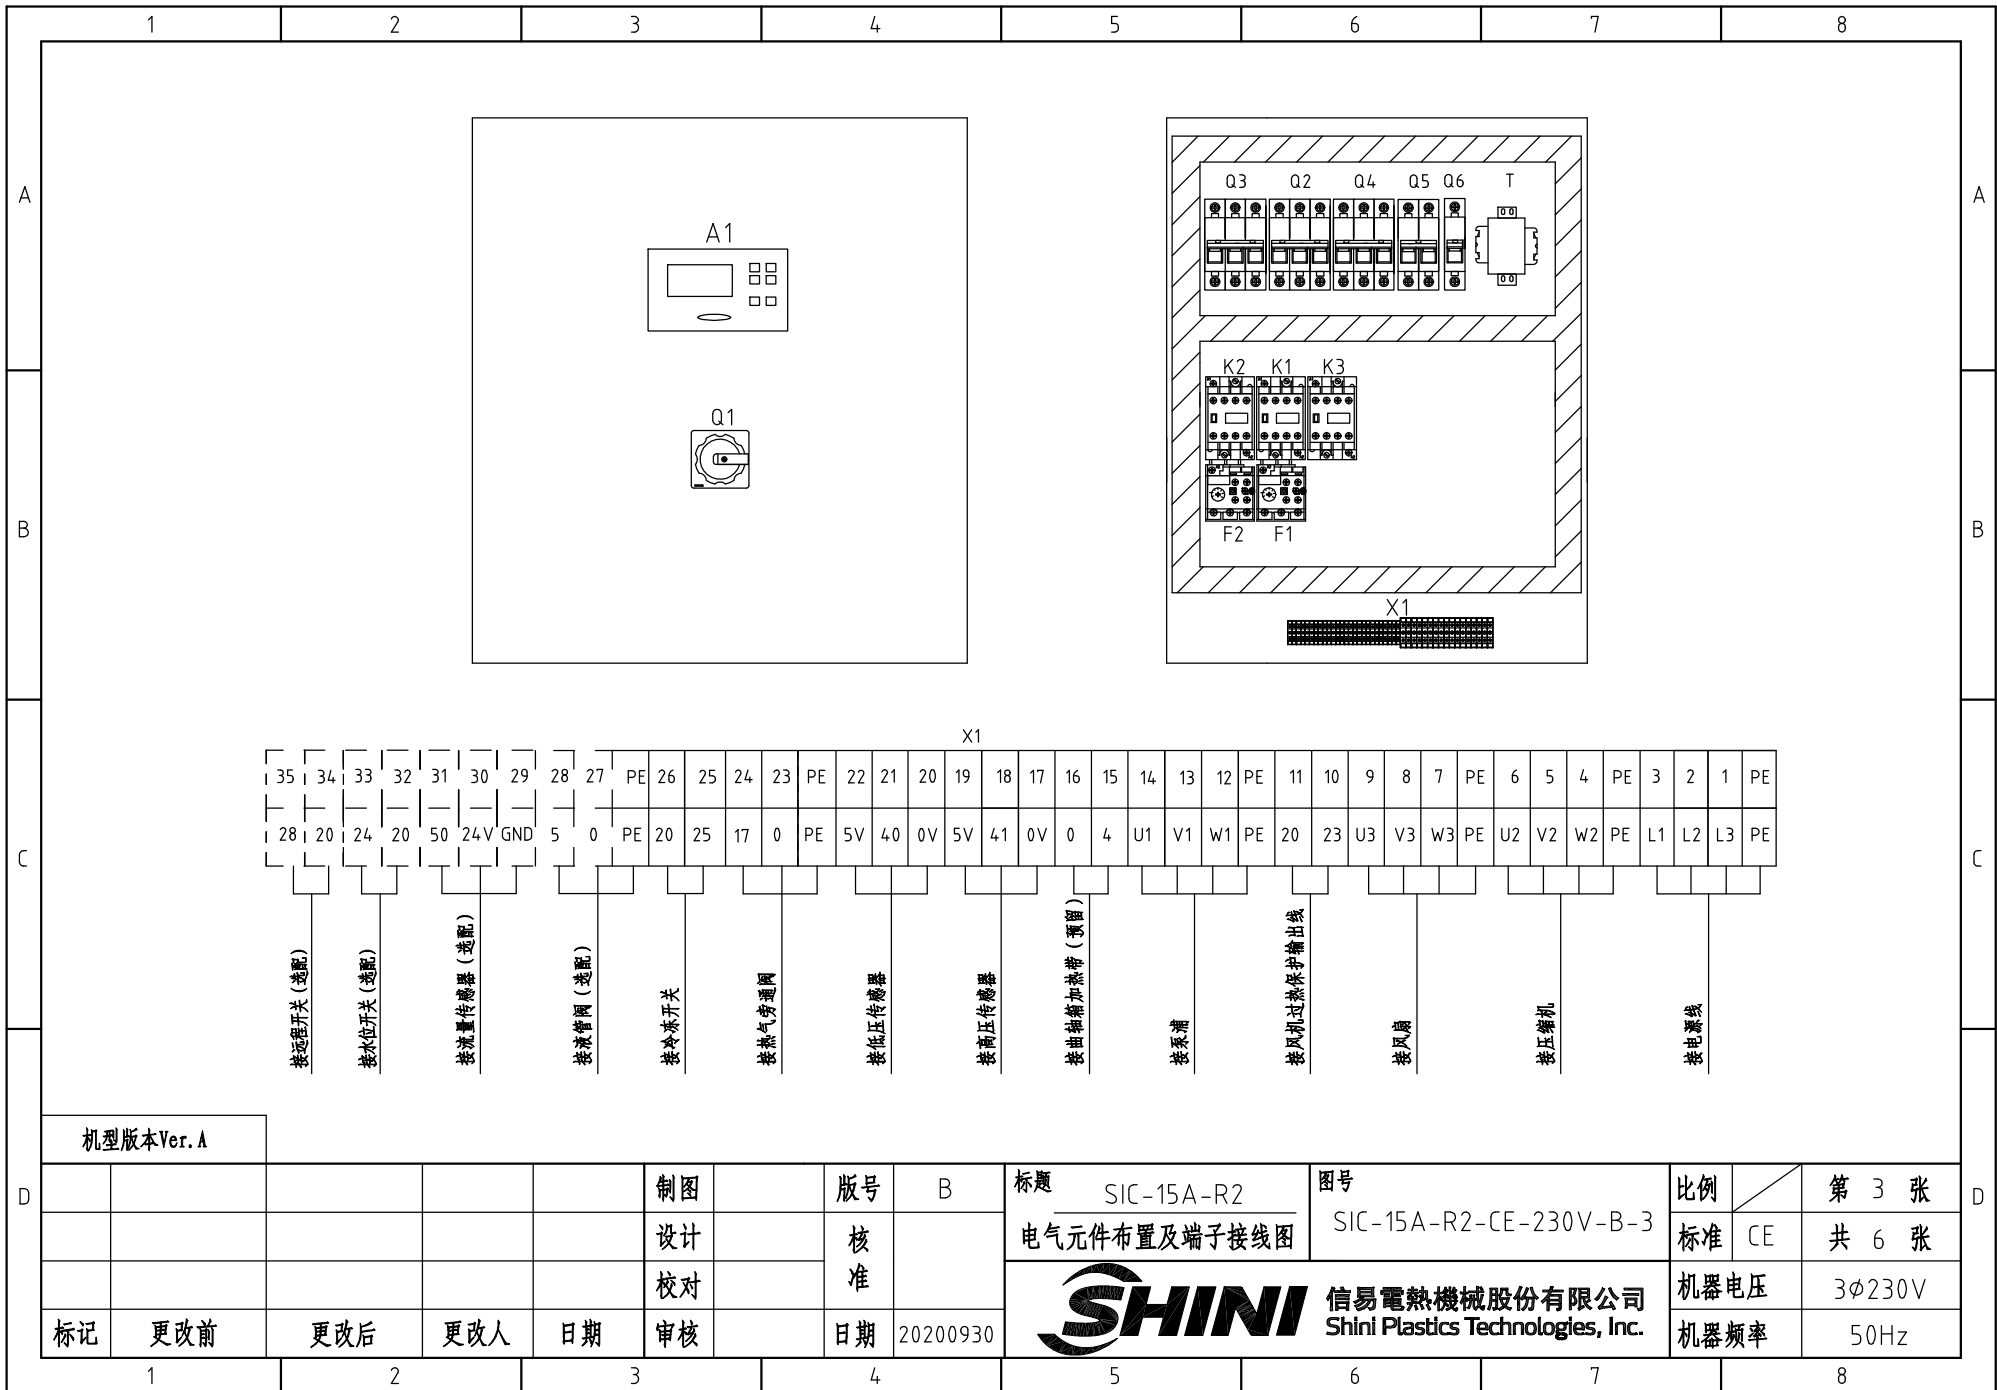 1 2 3 4 5 6 7 8
A A
A1
Q1
Q3 Q2 Q4 Q5 Q6 T
K2 K1 K3
F2 F1
B B
X1
X1
35 34 33 32 31 30 29 28 27 PE 26 25 24 23 PE 22 21 20 19 18 17 16 15 14 13 12 PE 11 10 9 8 7 PE 6 5 4 PE 3 2 1 PE
28 20 24 20 50 24V GND 5 0 PE 20 25 17 0 PE 5V 40 0V 5V 41 0V 0 4 U1 V1 W1 PE 20 23 U3 V3 W3 PE U2 V2 W2 PE L1 L2 L3 PE
C C
接远程开关(选配)
接水位开关(选配)
接流量传感器(选配)
接液管阀(选配)
接冷冻开关
接热气旁通阀
接低压传感器
接高压传感器
接曲轴箱加热带(预留)
接泵浦
接风机过热保护输出线
接风扇
接压缩机
接电源线
机型版本Ver.A
D D
制图 版号 B
设计 核准
校对
标记 更改前 更改后 更改人 日期 审核 日期 20200930
标题 SIC-15A-R2
电气元件布置及端子接线图
图号
SIC-15A-R2-CE-230V-B-3
比例 第 3 张
标准 CE 共 6 张
机器电压 3φ230V
机器频率 50Hz
SHINI
信易電熱機械股份有限公司
Shini Plastics Technologies, Inc.
1 2 3 4 5 6 7 8